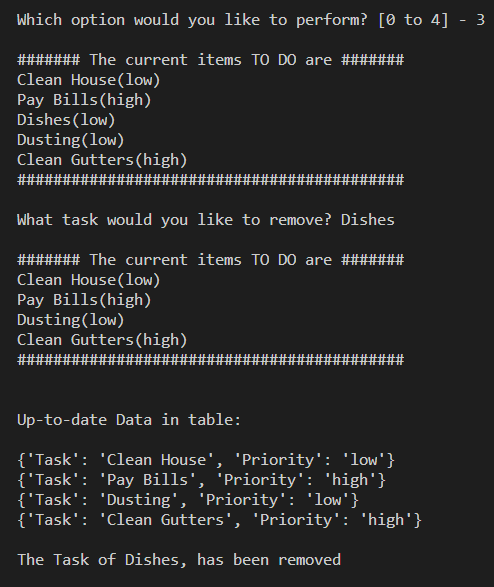 Which option would you like to perform? [0 to 4] - 3
####### The current items TO DO are #######
Clean House(low)
Pay Bills(high)
Dishes(low)
Dusting(low)
Clean Gutters(high)
###########################################
What task would you like to remove? Dishes
####### The current items TO DO are #######
Clean House(low)
Pay Bills(high)
Dusting(low)
Clean Gutters(high)
###########################################
Up-to-date Data in table:
{'Task': 'Clean House', 'Priority': 'low'}
{'Task': 'Pay Bills', 'Priority': 'high'}
{'Task': 'Dusting', 'Priority': 'low'}
{'Task': 'Clean Gutters', 'Priority': 'high'}
The Task of Dishes, has been removed